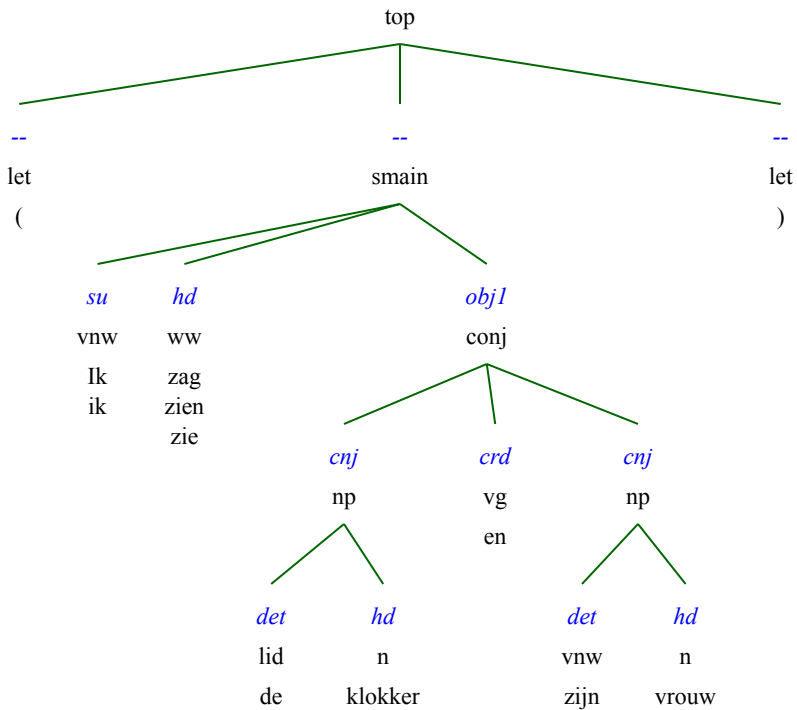 top
-- -- --
let smain let
( )
su hd obj1
vnw ww conj
Ik zag
ik zien
zie
cnj crd cnj
np vg np
en
det hd det hd
lid n vnw n
de klokker zijn vrouw